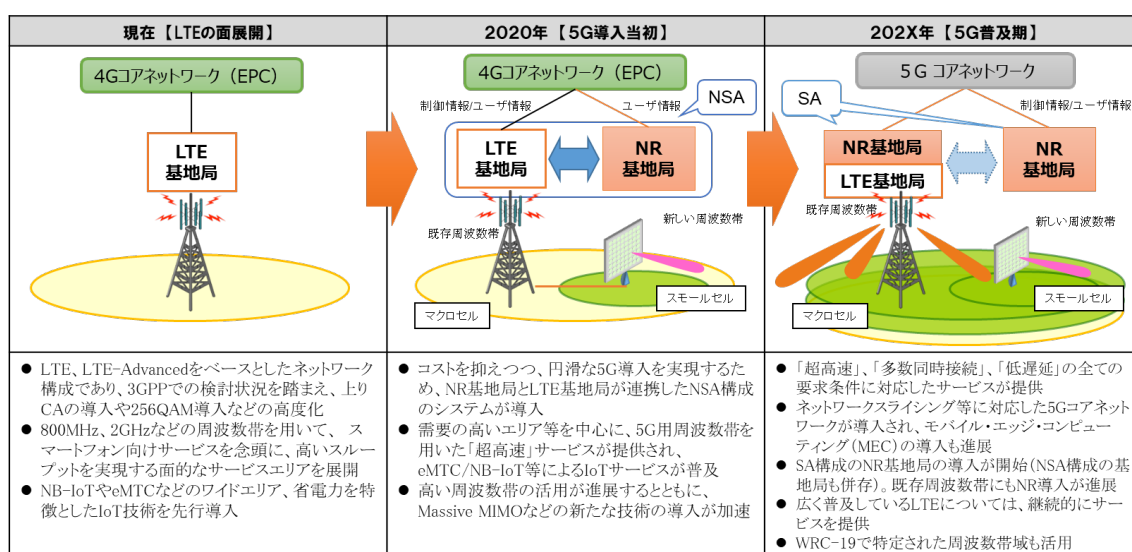 現在 【LTEの面展開】
4Gコアネットワーク（EPC）
LTE
基地局
● LTE、LTE-Advancedをベースとしたネットワーク
構成であり、3GPPでの検討状況を踏まえ、上り
CAの導入や256QAM導入などの高度化
● 800MHz、2GHzなどの周波数帯を用いて、 ス
マートフォン向けサービスを念頭に、高いスルー
プットを実現する面的なサービスエリアを展開
● NB-IoTやeMTCなどのワイドエリア、省電力を特
徴としたIoT技術を先行導入
2020年 【5G導入当初】
4Gコアネットワーク（EPC）
制御情報/ユーザ情報
ユーザ情報
NSA
LTE
基地局
NR
基地局
既存周波数帯
新しい周波数帯
マクロセル
スモールセル
● コストを抑えつつ、円滑な5G導入を実現するた
め、NR基地局とLTE基地局が連携したNSA構成
のシステムが導入
● 需要の高いエリア等を中心に、5G用周波数帯を
用いた「超高速」サービスが提供され、
eMTC/NB-IoT等によるIoTサービスが普及
● 高い周波数帯の活用が進展するとともに、
Massive MIMOなどの新たな技術の導入が加速
202X年 【5G普及期】
5G コアネットワーク
SA
制御情報/ユーザ情報
NR基地局
LTE基地局
NR
基地局
既存周波数帯
新しい周波数帯
マクロセル
スモールセル
● 「超高速」、「多数同時接続」、「低遅延」の全ての
要求条件に対応したサービスが提供
● ネットワークスライシング等に対応した5Gコアネット
ワークが導入され、モバイル・エッジ・コンピュー
ティング(MEC)の導入も進展
● SA構成のNR基地局の導入が開始(NSA構成の基
地局も併存)。既存周波数帯にもNR導入が進展
● 広く普及しているLTEについては、継続的にサー
ビスを提供
● WRC-19で特定された周波数帯域も活用